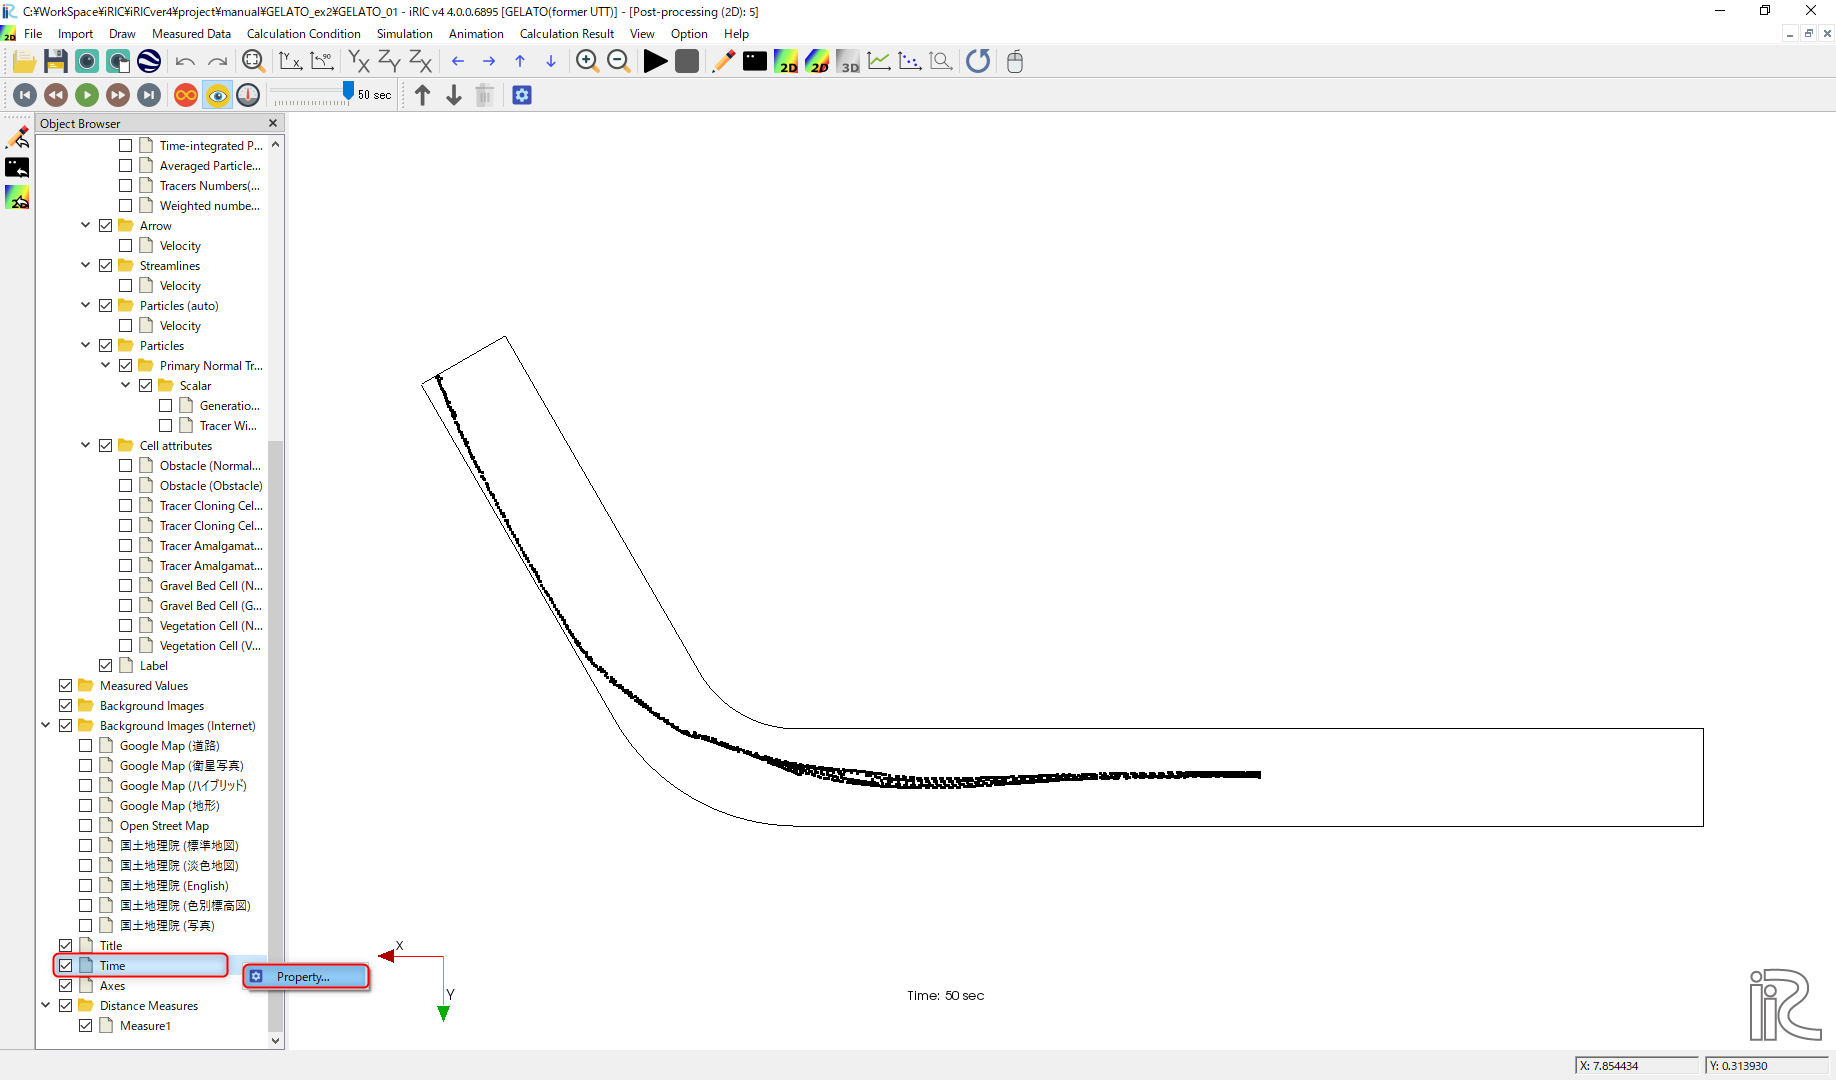 C:¥WorkSpace¥iRIC¥iRICver4¥project¥manual¥GELATO_ex2¥GELATO_01 - iRIC v4 4.0.0.6895 [GELATO(former UTT)] - [Post-processing (2D): 5]
File Import Draw Measured Data Calculation Condition Simulation Animation Calculation Result View Option Help
50 sec
Object Browser
Time-integrated P...
Averaged Particle...
Tracers Numbers(...
Weighted numbe...
Arrow
Velocity
Streamlines
Velocity
Particles (auto)
Velocity
Particles
Primary Normal Tr...
Scalar
Generatio...
Tracer Wi...
Cell attributes
Obstacle (Normal...
Obstacle (Obstacle)
Tracer Cloning Cel...
Tracer Cloning Cel...
Tracer Amalgamat...
Tracer Amalgamat...
Gravel Bed Cell (N...
Gravel Bed Cell (G...
Vegetation Cell (N...
Vegetation Cell (V...
Label
Measured Values
Background Images
Background Images (Internet)
Google Map (道路)
Google Map (衛星写真)
Google Map (ハイブリッド)
Google Map (地形)
Open Street Map
国土地理院 (標準地図)
国土地理院 (淡色地図)
国土地理院 (English)
国土地理院 (色別標高図)
国土地理院 (写真)
Title
Time
Property...
Axes
Distance Measures
Measure1
X
Y
Time: 50 sec
iRIC
X: 7.854434
Y: 0.313930